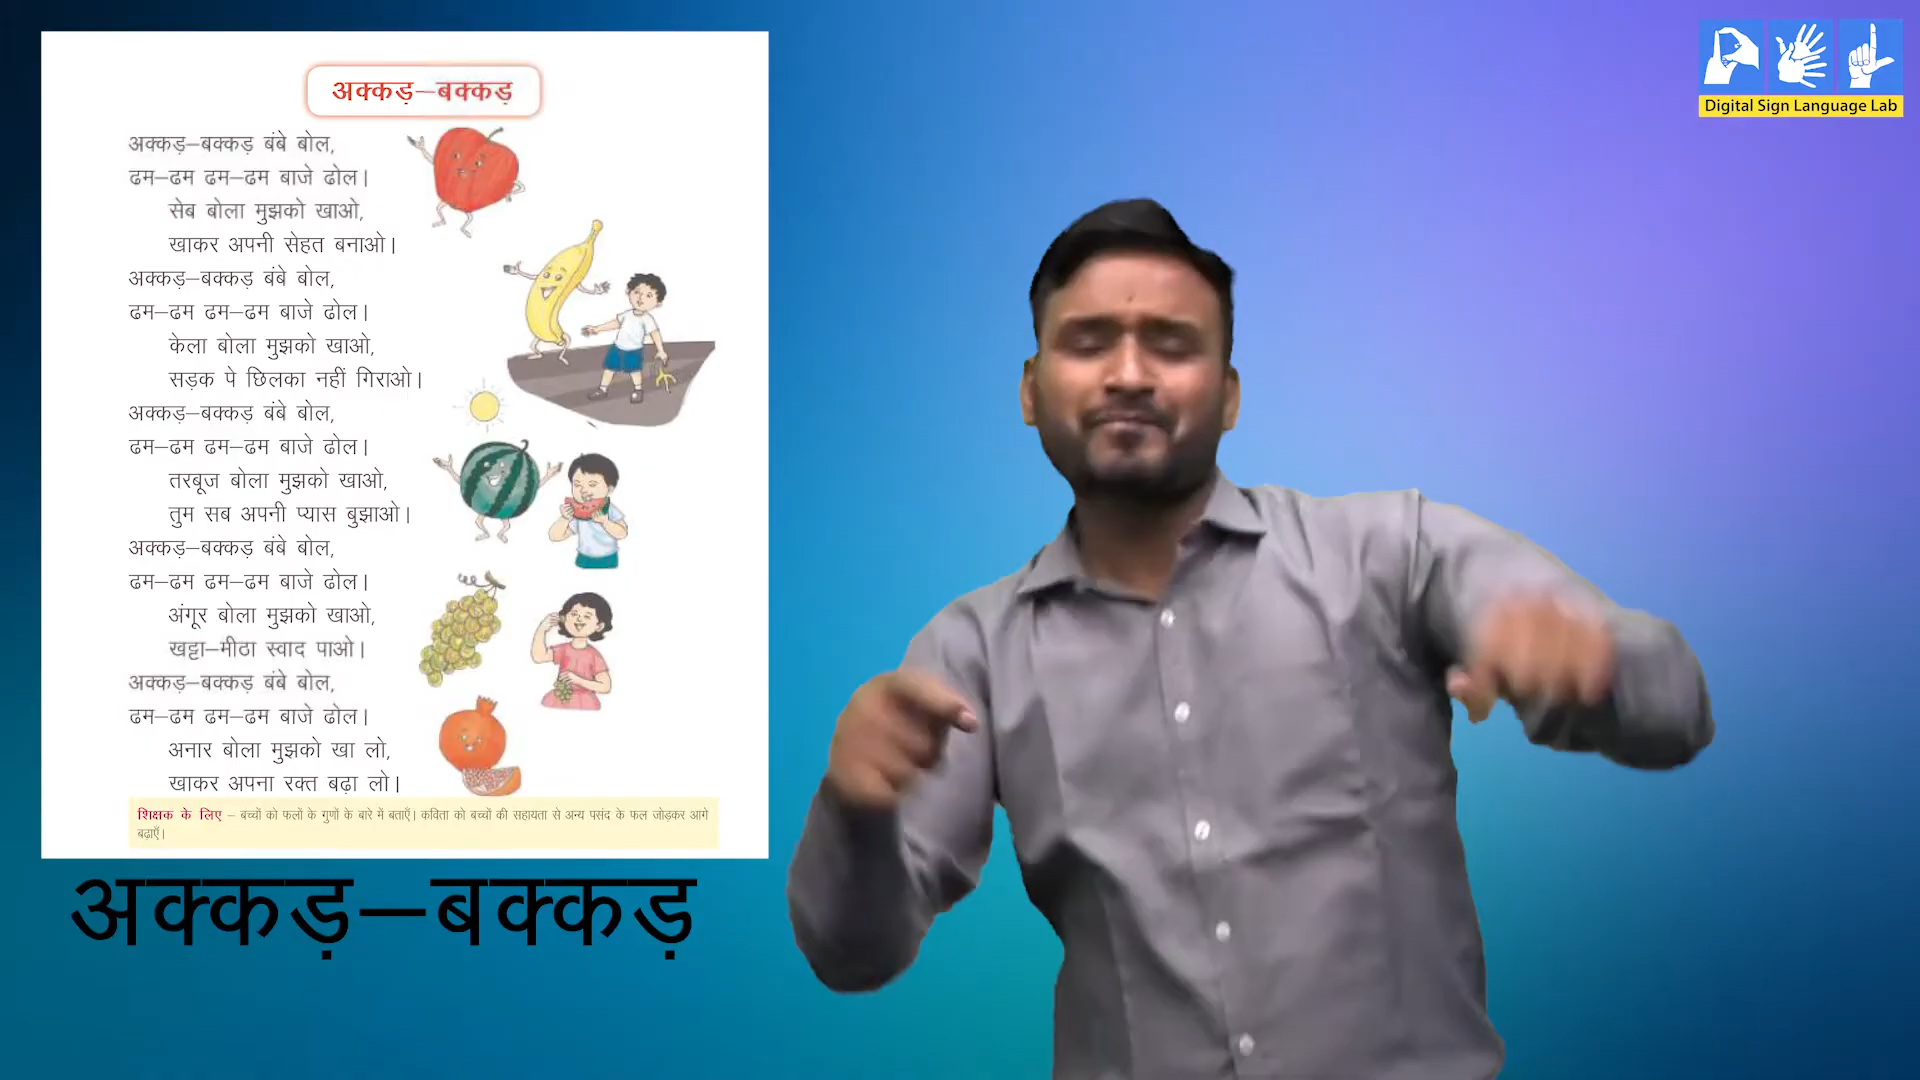 अक्कड़–बक्कड़
अक्कड़–बक्कड़ बंबे बोल,
ढम–ढम ढम–ढम बाजे ढोल।
सेब बोला मुझको खाओ,
खाकर अपनी सेहत बनाओ।
अक्कड़–बक्कड़ बंबे बोल,
ढम–ढम ढम–ढम बाजे ढोल।
केला बोला मुझको खाओ,
सड़क पे छिलका नहीं गिराओ।
अक्कड़–बक्कड़ बंबे बोल,
ढम–ढम ढम–ढम बाजे ढोल।
तरबूज बोला मुझको खाओ,
तुम सब अपनी प्यास बुझाओ।
अक्कड़–बक्कड़ बंबे बोल,
ढम–ढम ढम–ढम बाजे ढोल।
अंगूर बोला मुझको खाओ,
खट्टा–मीठा स्वाद पाओ।
अक्कड़–बक्कड़ बंबे बोल,
ढम–ढम ढम–ढम बाजे ढोल।
अनार बोला मुझको खा लो,
खाकर अपना रक्त बढ़ा लो।
शिक्षक के लिए – बच्चों को फलों के गुणों के बारे में बताएँ। कविता को बच्चों की सहायता से अन्य पसंद के फल जोड़कर आगे
बढ़ाएँ।
अक्कड़–बक्कड़
Digital Sign Language Lab